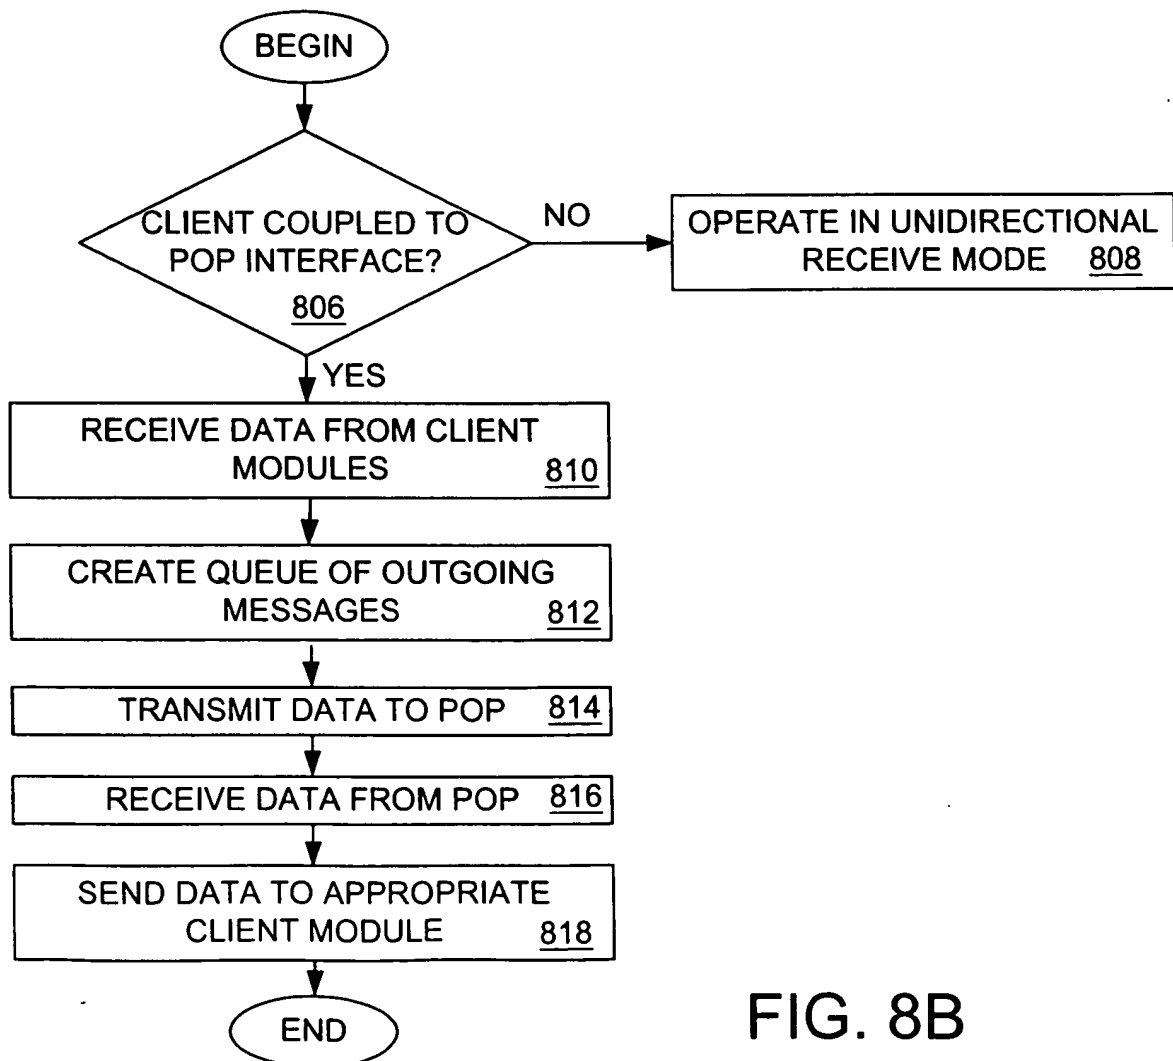 BEGIN
CLIENT COUPLED TO
POP INTERFACE?
806
NO
OPERATE IN UNIDIRECTIONAL
RECEIVE MODE 808
YES
RECEIVE DATA FROM CLIENT
MODULES 810
CREATE QUEUE OF OUTGOING
MESSAGES 812
TRANSMIT DATA TO POP 814
RECEIVE DATA FROM POP 816
SEND DATA TO APPROPRIATE
CLIENT MODULE 818
END
FIG. 8B